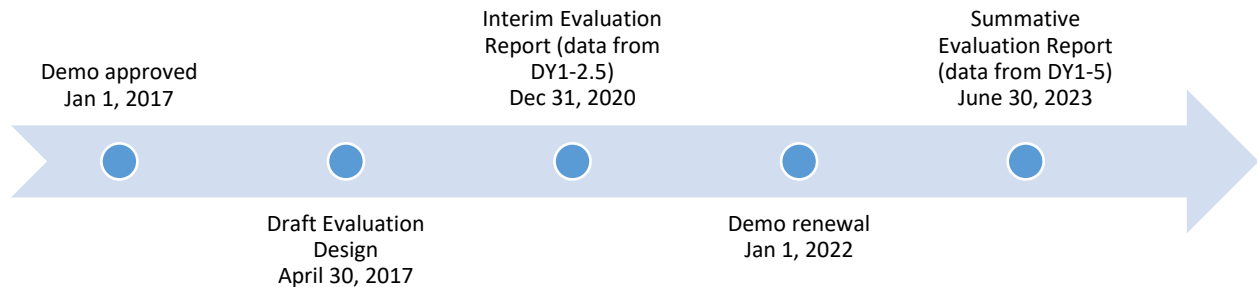 Demo approved
Jan 1, 2017
Draft Evaluation
Design
April 30, 2017
Interim Evaluation
Report (data from
DY1-2.5)
Dec 31, 2020
Demo renewal
Jan 1, 2022
Summative
Evaluation Report
(data from DY1-5)
June 30, 2023